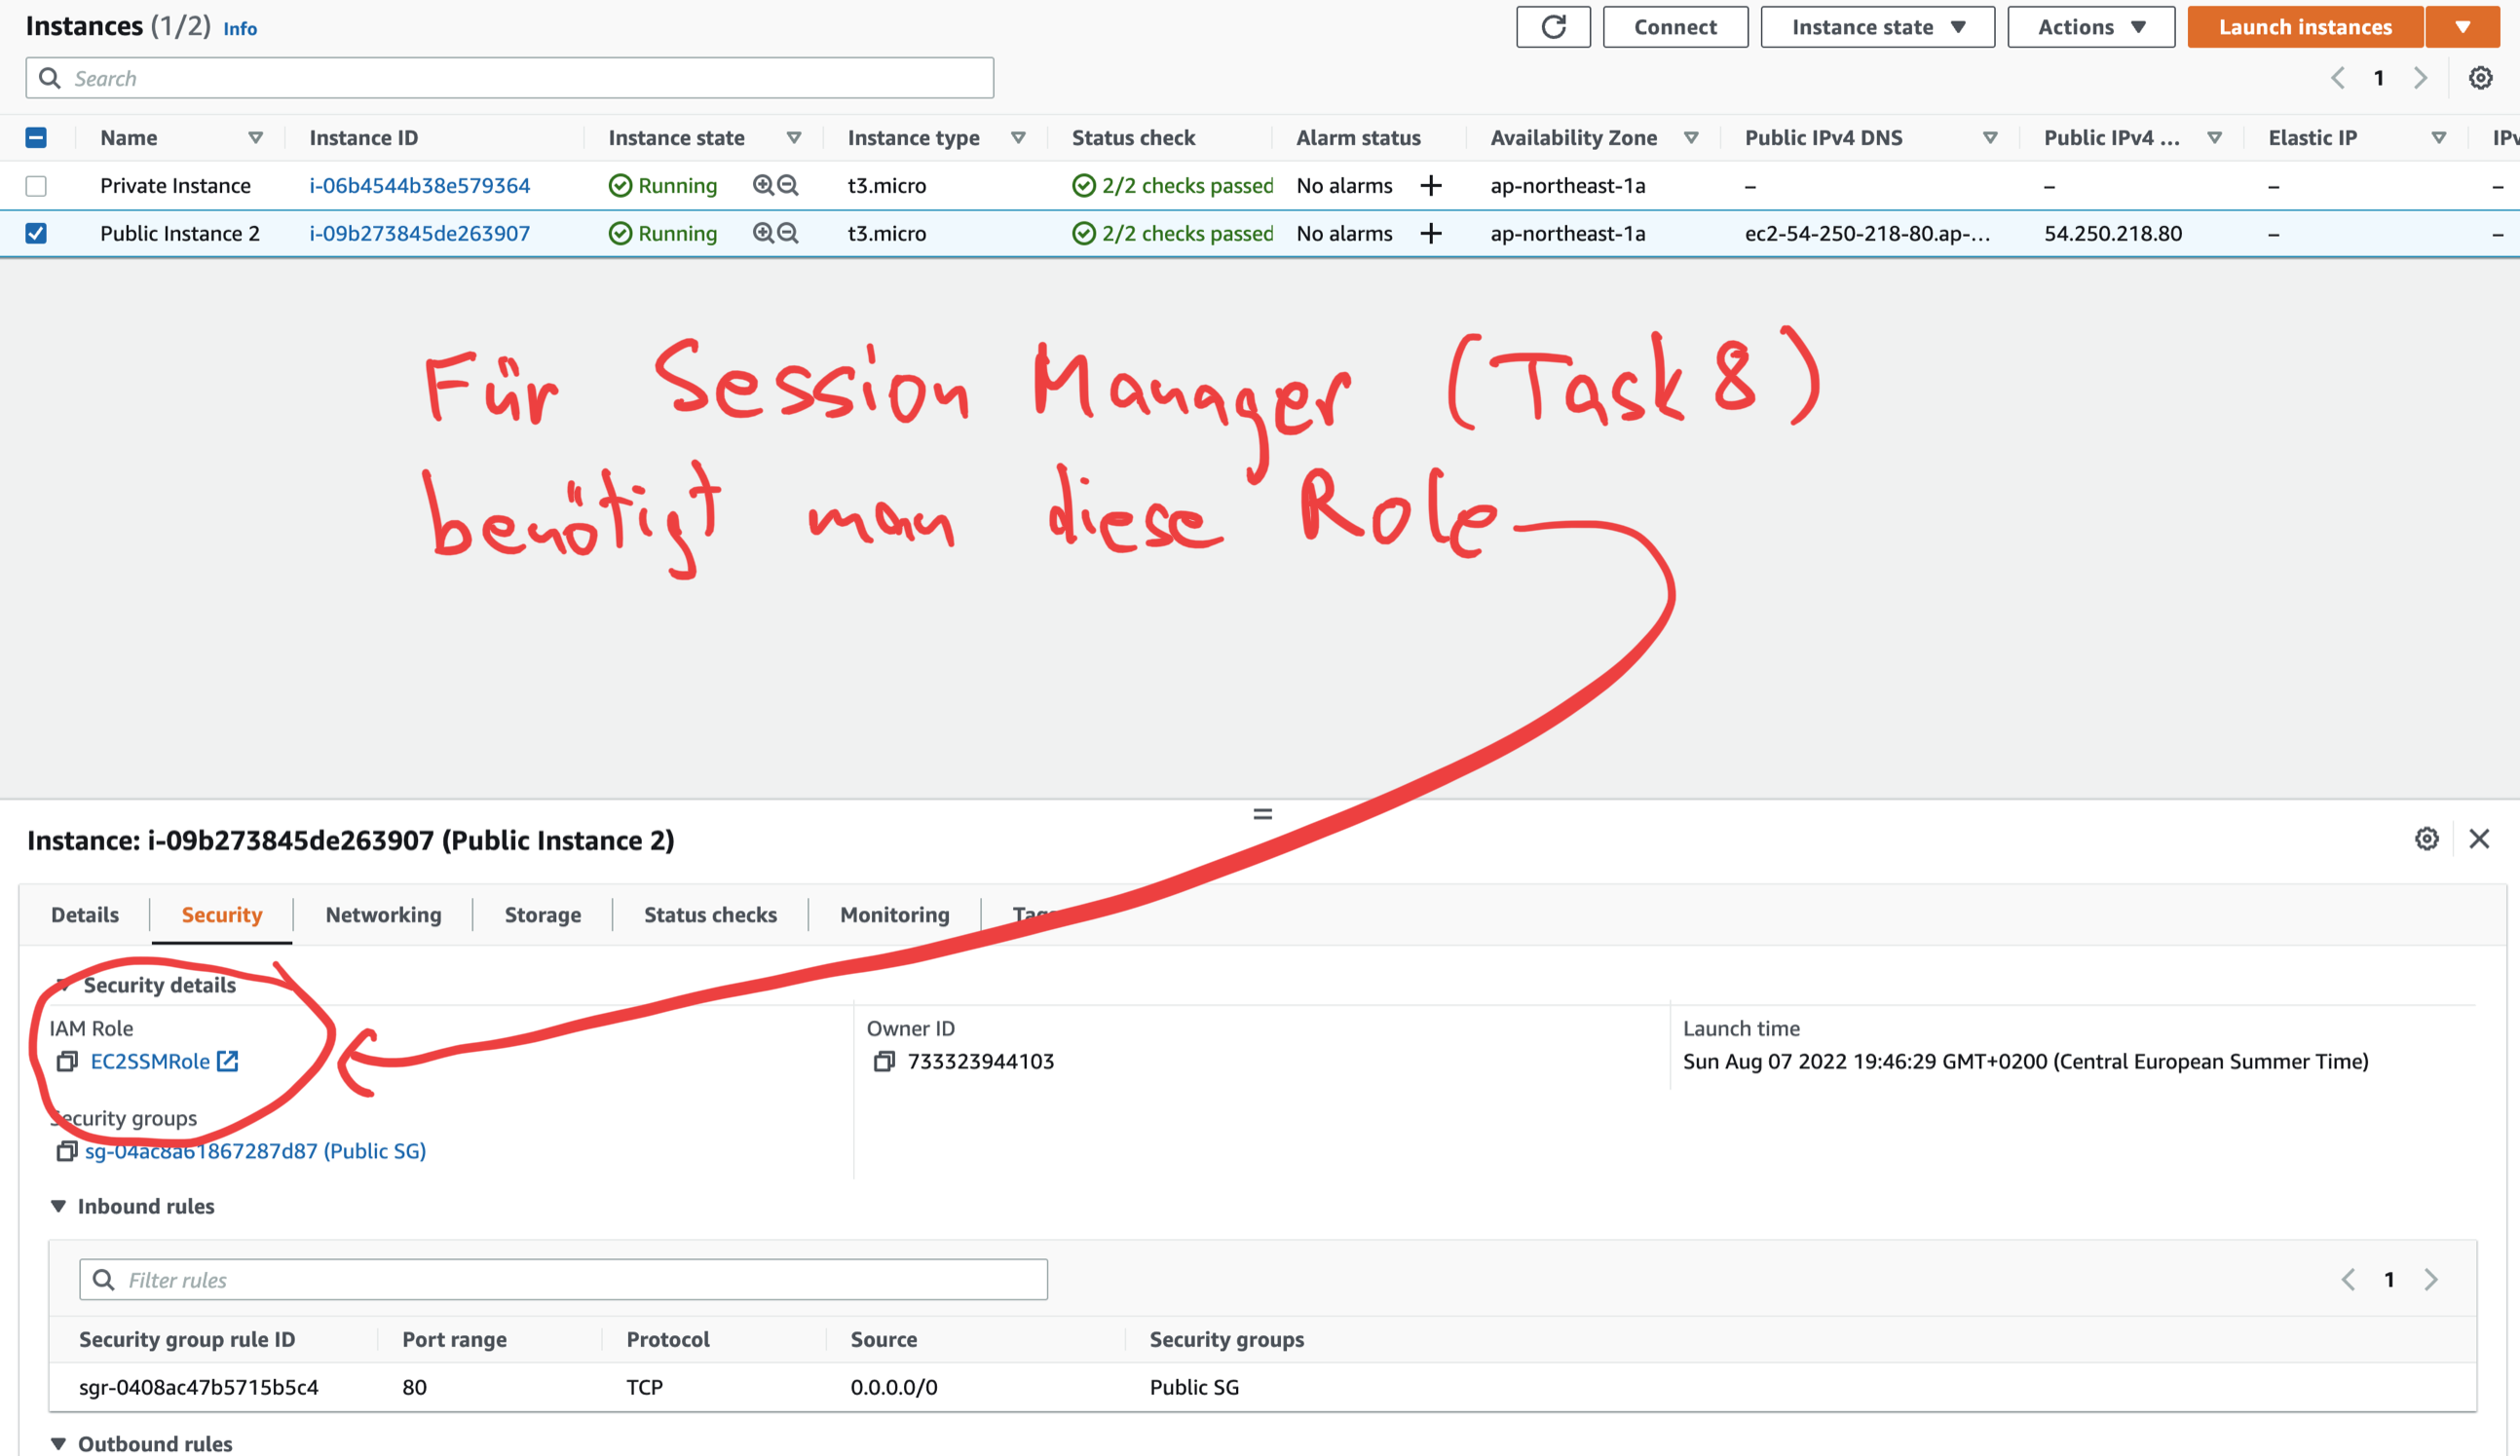 Instances (1/2) Info
Connect Instance state Actions Launch instances
Search
1
Name Instance ID Instance state Instance type Status check Alarm status Availability Zone Public IPv4 DNS Public IPv4 ... Elastic IP
Private Instance i-06b4544b38e579364 Running t3.micro 2/2 checks passed No alarms + ap-northeast-1a – – – –
Public Instance 2 i-09b273845de263907 Running t3.micro 2/2 checks passed No alarms + ap-northeast-1a ec2-54-250-218-80.ap-... 54.250.218.80 – –
Für Session Manager (Task 8)
benötigt man diese Role
Instance: i-09b273845de263907 (Public Instance 2)
Details Security Networking Storage Status checks Monitoring Tags
Security details
IAM Role Owner ID Launch time
EC2SSMRole 733323944103 Sun Aug 07 2022 19:46:29 GMT+0200 (Central European Summer Time)
Security groups
sg-04ac8a61867287d87 (Public SG)
Inbound rules
Filter rules
1
Security group rule ID Port range Protocol Source Security groups
sgr-0408ac47b5715b5c4 80 TCP 0.0.0.0/0 Public SG
Outbound rules